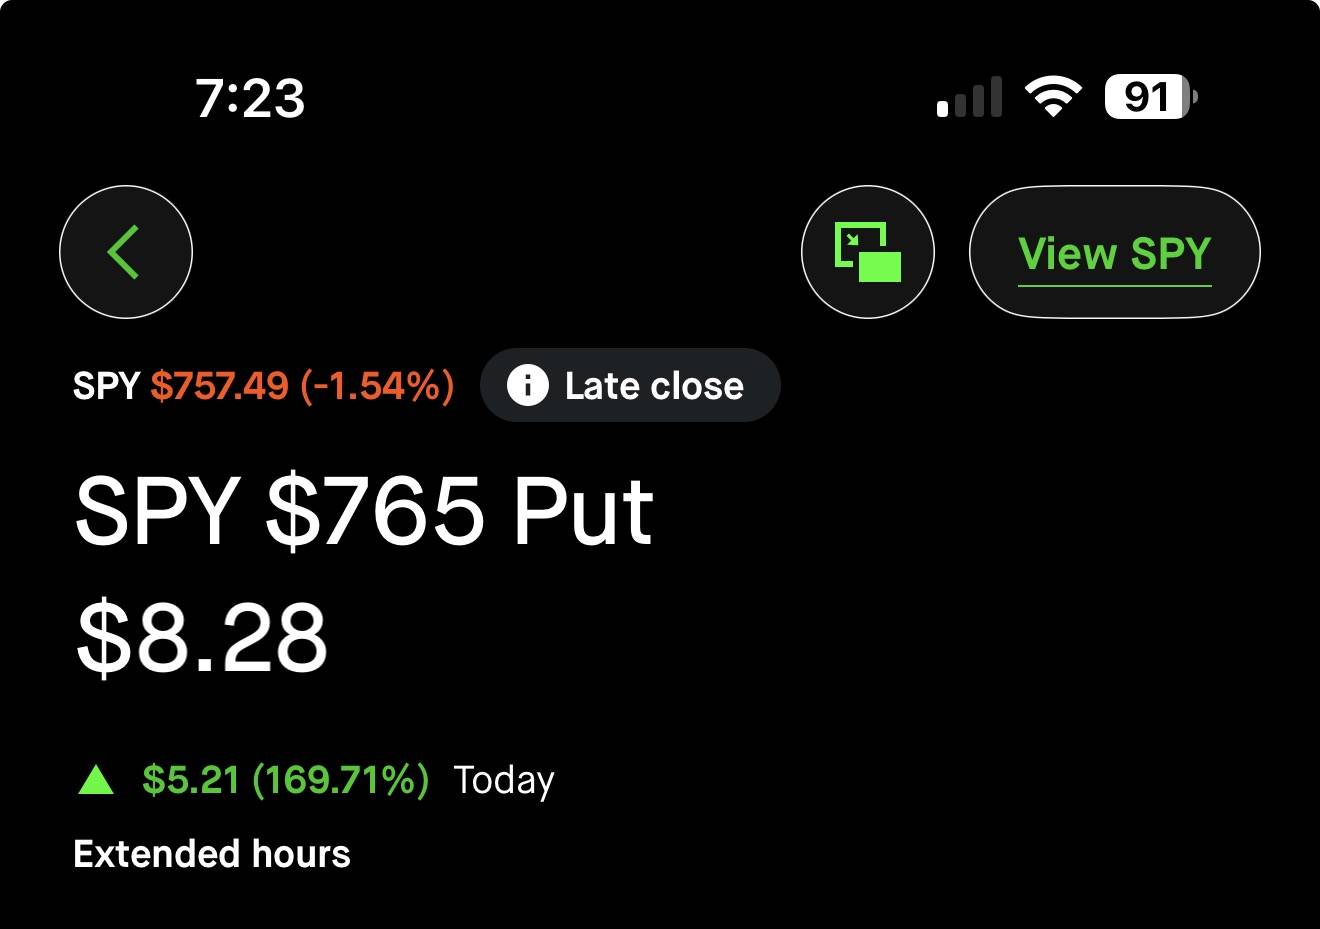 7:23 91
View SPY
SPY $757.49 (-1.54%) Late close
SPY $765 Put
$8.28
$5.21 (169.71%) Today
Extended hours